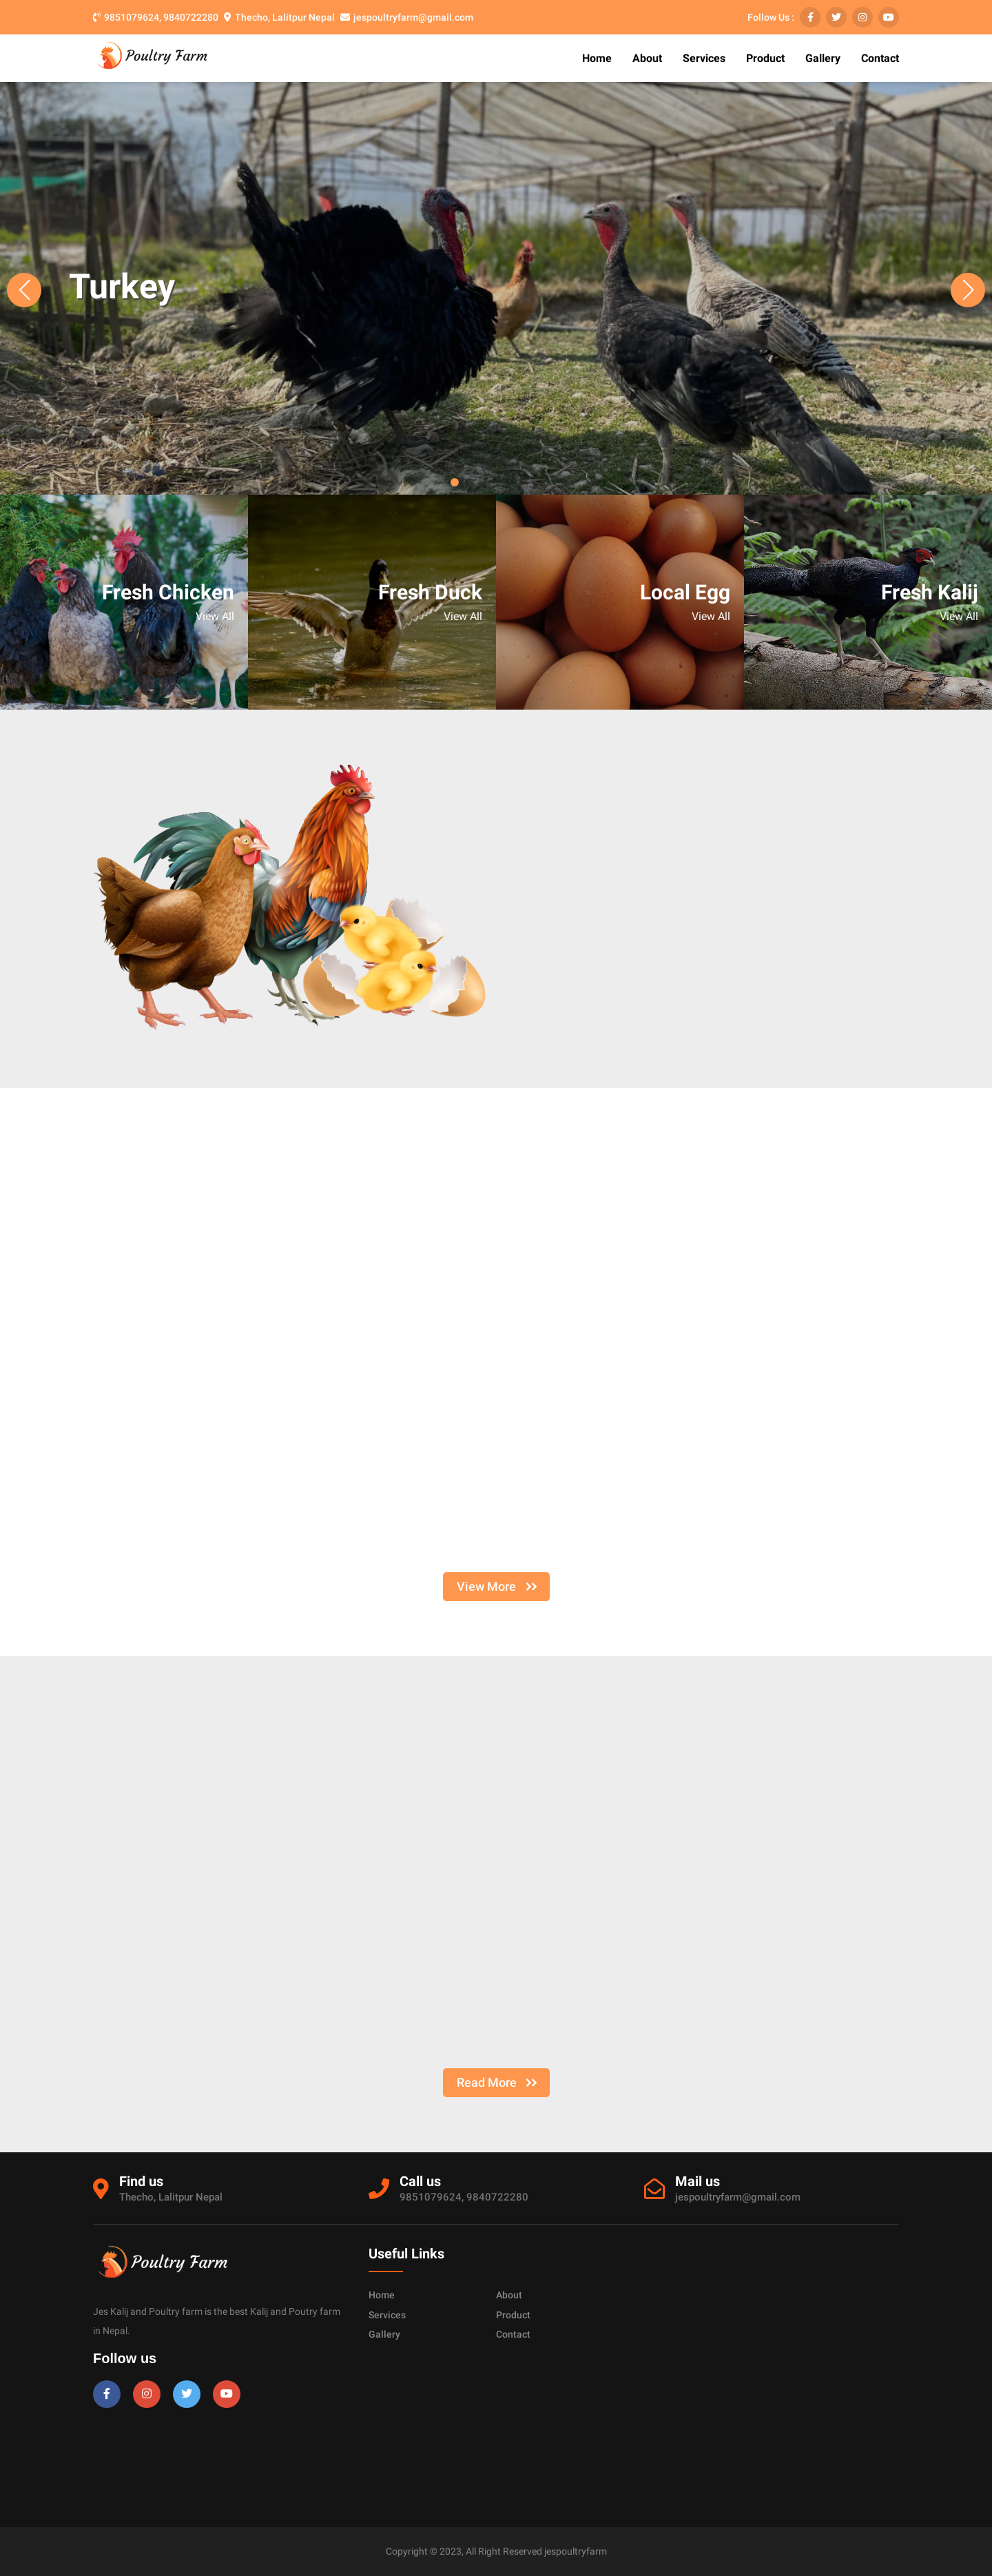 9851079624, 9840722280 Thecho, Lalitpur Nepal jespoultryfarm@gmail.com Follow Us :
Poultry Farm Home About Services Product Gallery Contact
Turkey
Fresh Chicken
View All
Fresh Duck
View All
Local Egg
View All
Fresh Kalij
View All
View More
Read More
Find us
Thecho, Lalitpur Nepal
Call us
9851079624, 9840722280
Mail us
jespoultryfarm@gmail.com
Poultry Farm
Jes Kalij and Poultry farm is the best Kalij and Poutry farm
in Nepal.
Follow us
Useful Links
Home About
Services Product
Gallery Contact
Copyright © 2023, All Right Reserved jespoultryfarm